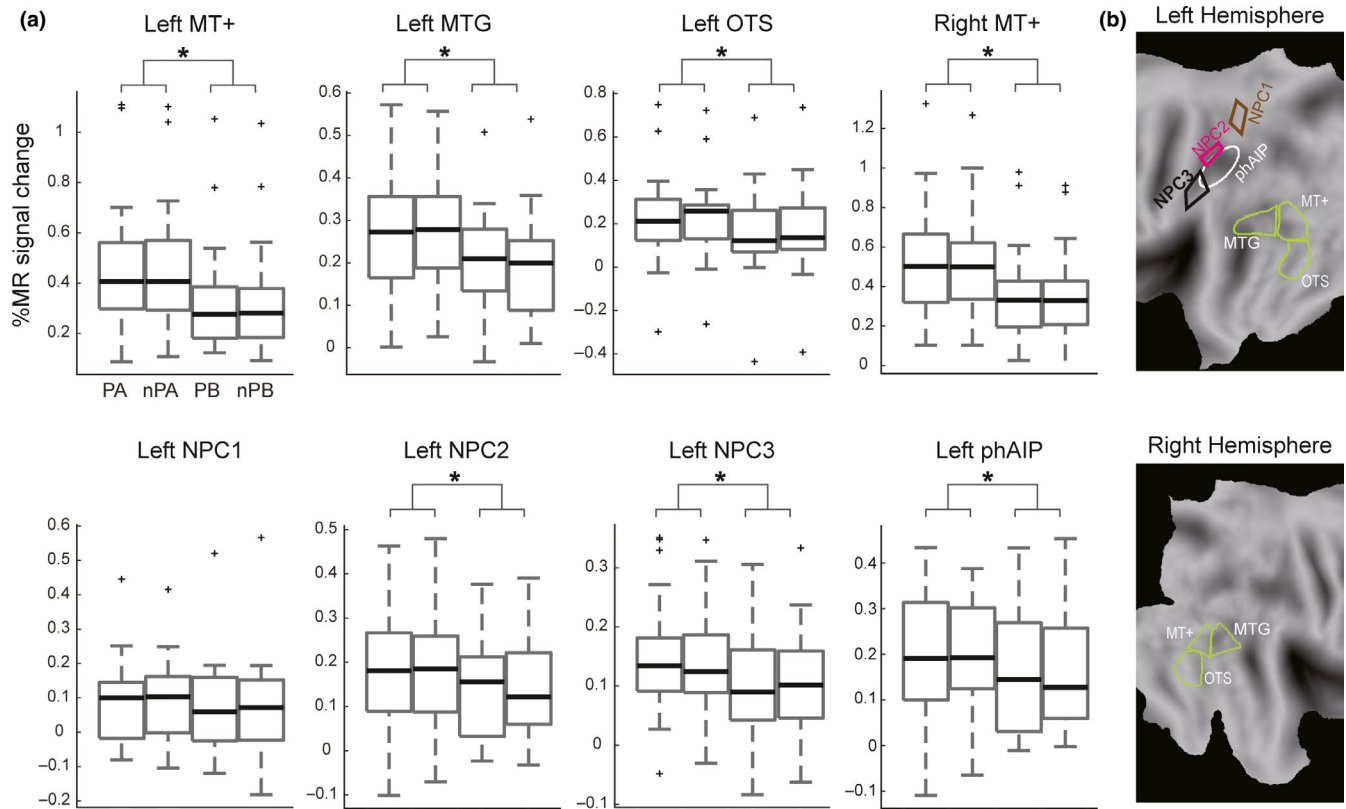 (a)
Left MT+
Left MTG
Left OTS
Right MT+
(b)
Left Hemisphere
*
*
*
*
%MR signal change
1
0.8
0.6
0.4
0.2
0.6
0.5
0.4
0.3
0.2
0.1
0
0.8
0.6
0.4
0.2
0
−0.2
−0.4
1.2
1
0.8
0.6
0.4
0.2
0
PA nPA PB nPB
NPC1
NPC2
phAIP
NPC3
MT+
MTG
OTS
Left NPC1
Left NPC2
Left NPC3
Left phAIP
Right Hemisphere
*
*
*
0.6
0.5
0.4
0.3
0.2
0.1
0
−0.1
−0.2
0.5
0.4
0.3
0.2
0.1
0
−0.1
0.3
0.2
0.1
0
−0.1
0.4
0.3
0.2
0.1
0
−0.1
MT+
MTG
OTS